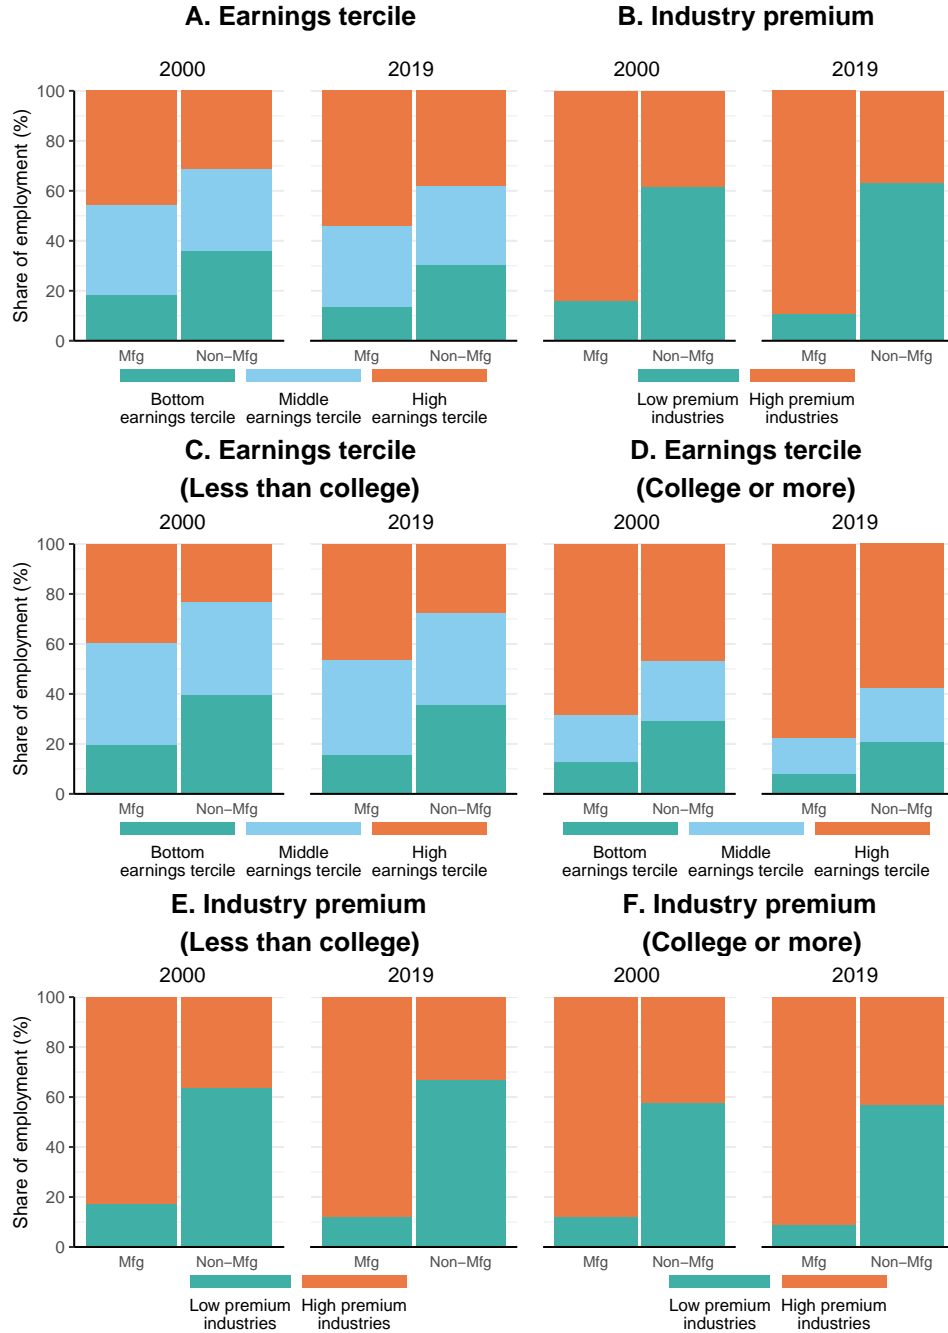 A. Earnings tercile
B. Industry premium
2000 2019 2000 2019
Share of employment (%)
100
80
60
40
20
0
Mfg Non−Mfg Mfg Non−Mfg Mfg Non−Mfg Mfg Non−Mfg
Bottom earnings tercile
Middle earnings tercile
High earnings tercile
Low premium industries
High premium industries
C. Earnings tercile
(Less than college)
D. Earnings tercile
(College or more)
2000 2019 2000 2019
Share of employment (%)
100
80
60
40
20
0
Mfg Non−Mfg Mfg Non−Mfg Mfg Non−Mfg Mfg Non−Mfg
Bottom earnings tercile
Middle earnings tercile
High earnings tercile
Bottom earnings tercile
Middle earnings tercile
High earnings tercile
E. Industry premium
(Less than college)
F. Industry premium
(College or more)
2000 2019 2000 2019
Share of employment (%)
100
80
60
40
20
0
Mfg Non−Mfg Mfg Non−Mfg Mfg Non−Mfg Mfg Non−Mfg
Low premium industries
High premium industries
Low premium industries
High premium industries